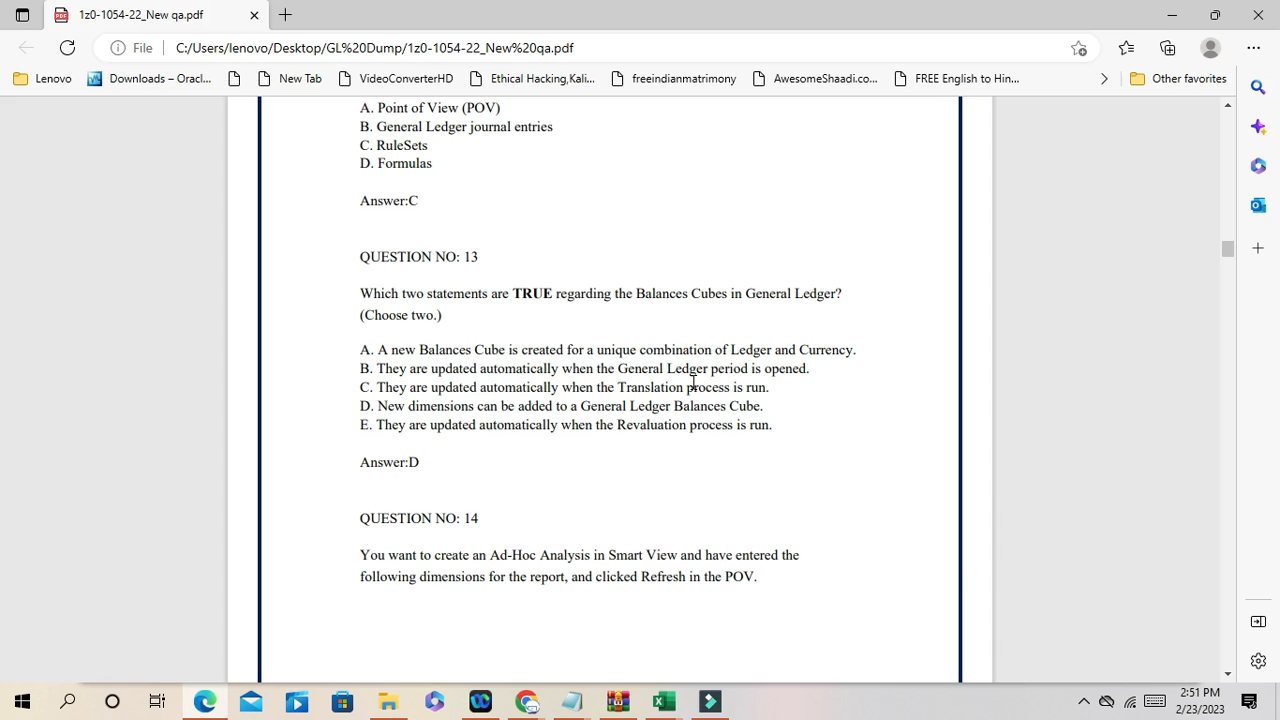 1z0-1054-22_New qa.pdf
File
C:/Users/lenovo/Desktop/GL%20Dump/1z0-1054-22_New%20qa.pdf
Lenovo
Downloads – Oracl...
New Tab
VideoConverterHD
Ethical Hacking,Kali...
freeindianmatrimony
AwesomeShaadi.co...
FREE English to Hin...
Other favorites
A. Point of View (POV)
B. General Ledger journal entries
C. RuleSets
D. Formulas
Answer:C
QUESTION NO: 13
Which two statements are TRUE regarding the Balances Cubes in General Ledger?
(Choose two.)
A. A new Balances Cube is created for a unique combination of Ledger and Currency.
B. They are updated automatically when the General Ledger period is opened.
C. They are updated automatically when the Translation process is run.
D. New dimensions can be added to a General Ledger Balances Cube.
E. They are updated automatically when the Revaluation process is run.
Answer:D
QUESTION NO: 14
You want to create an Ad-Hoc Analysis in Smart View and have entered the
following dimensions for the report, and clicked Refresh in the POV.
2:51 PM
2/23/2023